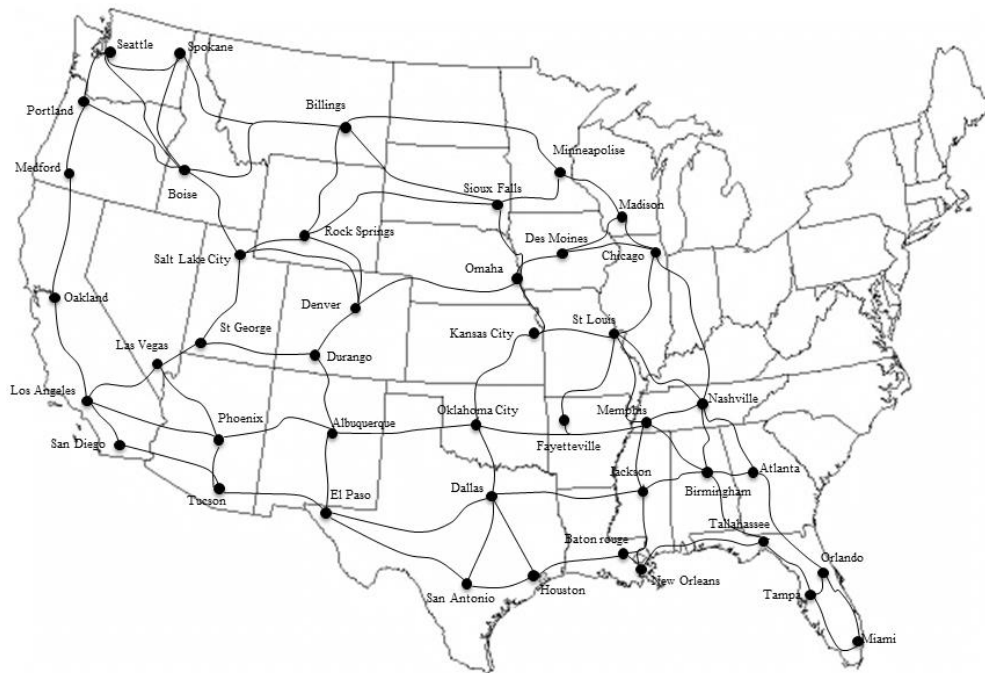 Seattle
Spokane
Portland
Billings
Medford
Boise
Minneapolise
Sioux Falls
Madison
Rock Springs
Salt Lake City
Des Moines
Chicago
Omaha
Oakland
Denver
St George
Kansas City
St Louis
Las Vegas
Durango
Los Angeles
Phoenix
Albuquerque
Oklahoma City
Memphis
Nashville
San Diego
Fayetteville
Tucson
El Paso
Dallas
Jackson
Birmingham
Atlanta
Tallahassee
Baton rouge
Orlando
San Antonio
Houston
New Orleans
Tampa
Miami